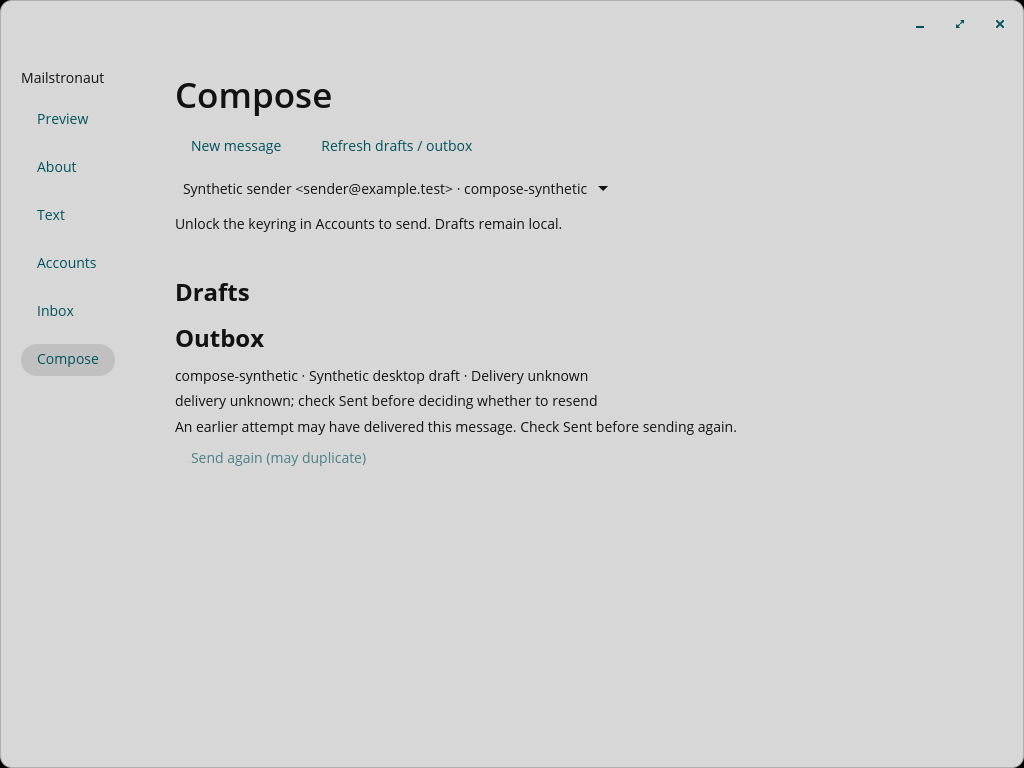 Mailstronaut
Preview
About
Text
Accounts
Inbox
Compose
Compose
New message
Refresh drafts / outbox
Synthetic sender <sender@example.test> · compose-synthetic
Unlock the keyring in Accounts to send. Drafts remain local.
Drafts
Outbox
compose-synthetic · Synthetic desktop draft · Delivery unknown
delivery unknown; check Sent before deciding whether to resend
An earlier attempt may have delivered this message. Check Sent before sending again.
Send again (may duplicate)